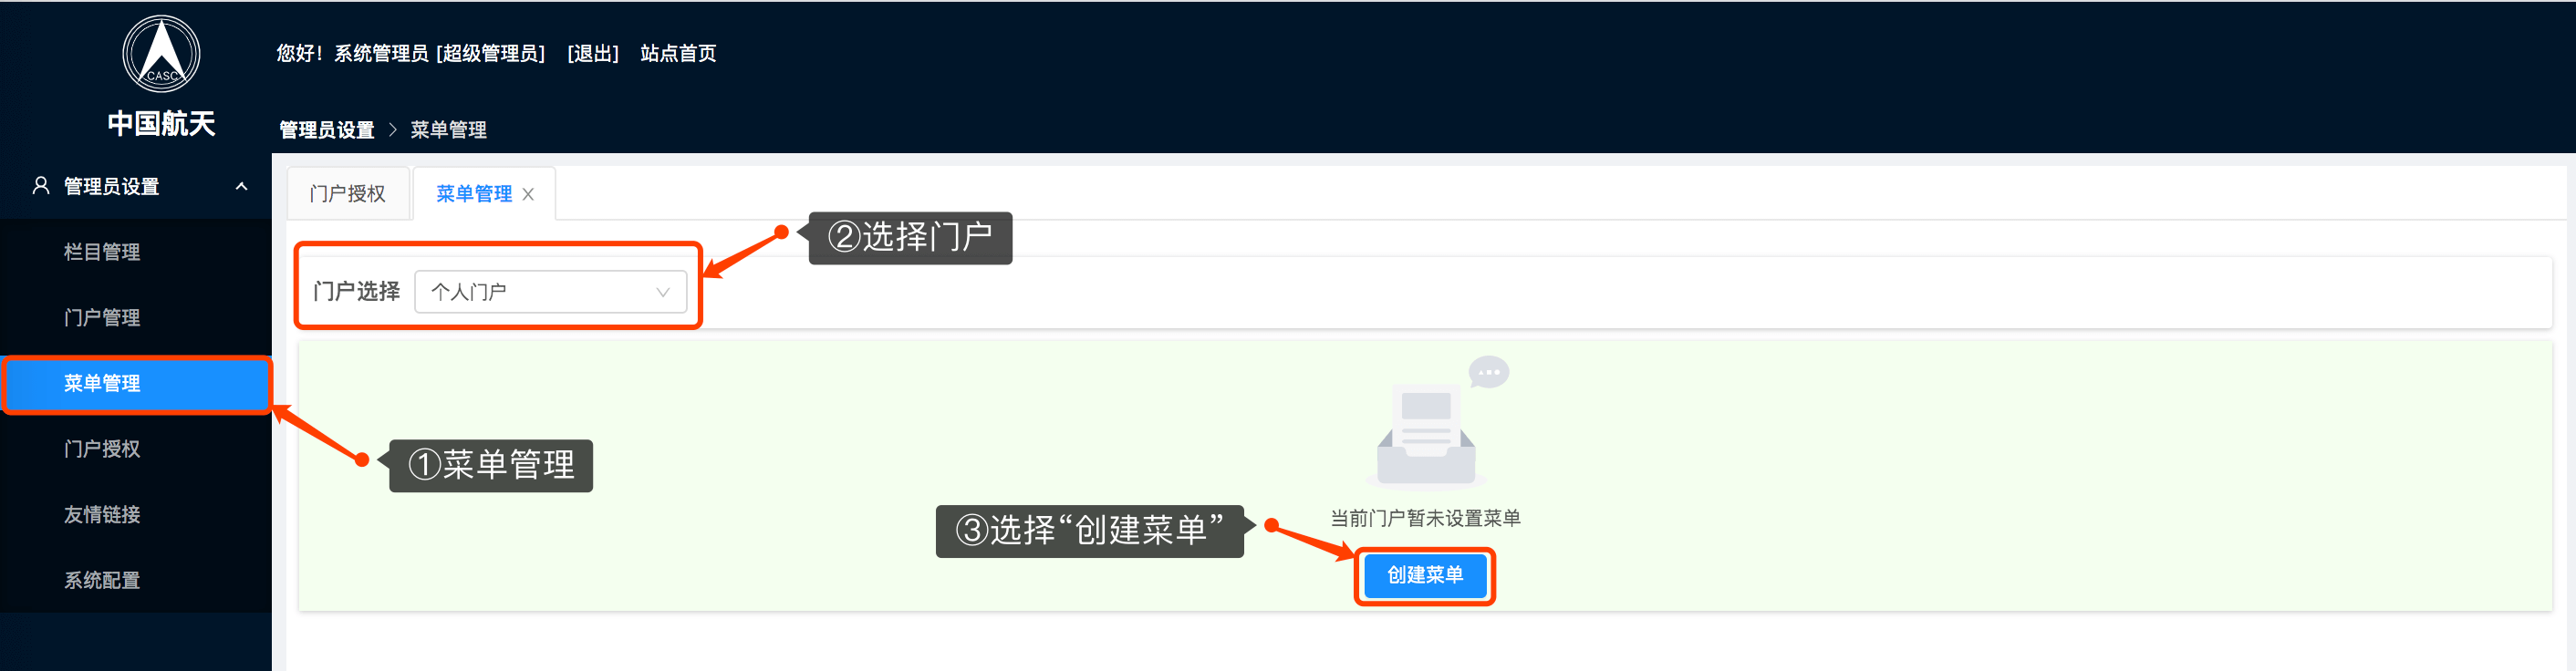 CASC
中国航天
您好！系统管理员 [超级管理员] [退出] 站点首页
管理员设置 > 菜单管理
管理员设置
栏目管理
门户管理
菜单管理
门户授权
友情链接
系统配置
门户授权 菜单管理 ×
②选择门户
门户选择 个人门户
①菜单管理
当前门户暂未设置菜单
③选择“创建菜单”
创建菜单